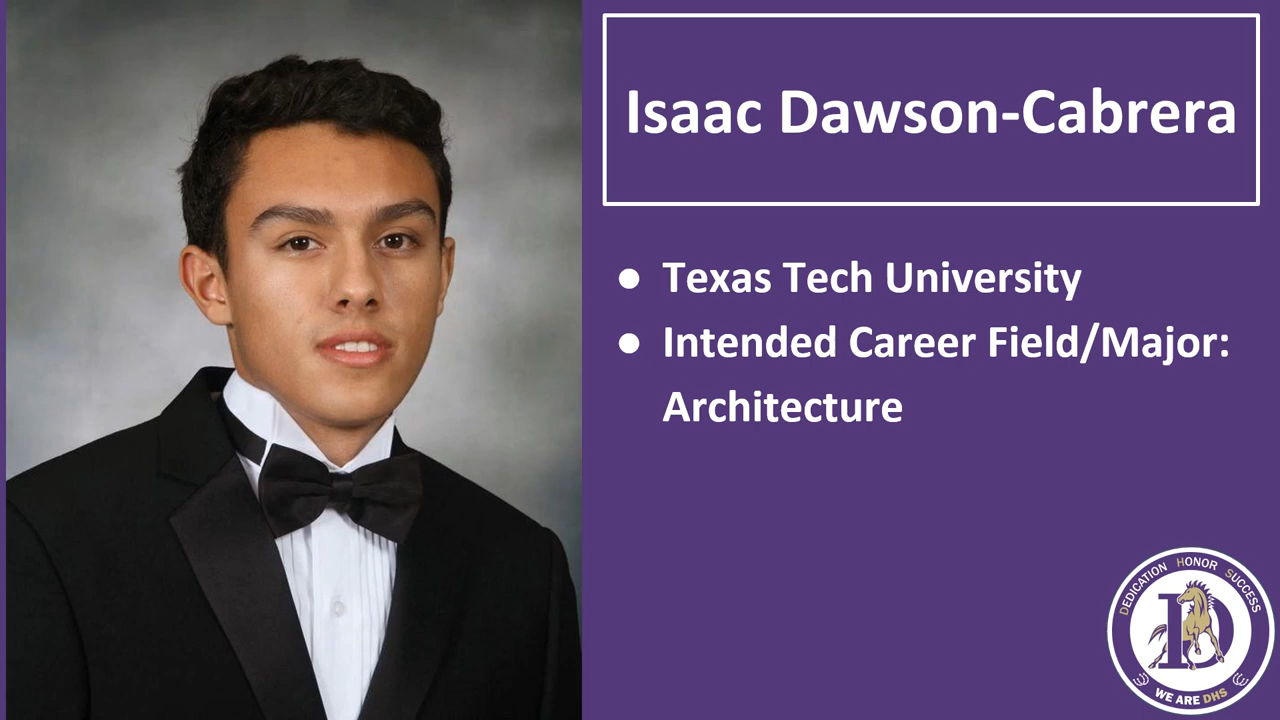 Isaac Dawson-Cabrera
● Texas Tech University
● Intended Career Field/Major:
Architecture
DEDICATION HONOR SUCCESS
D
WE ARE DHS